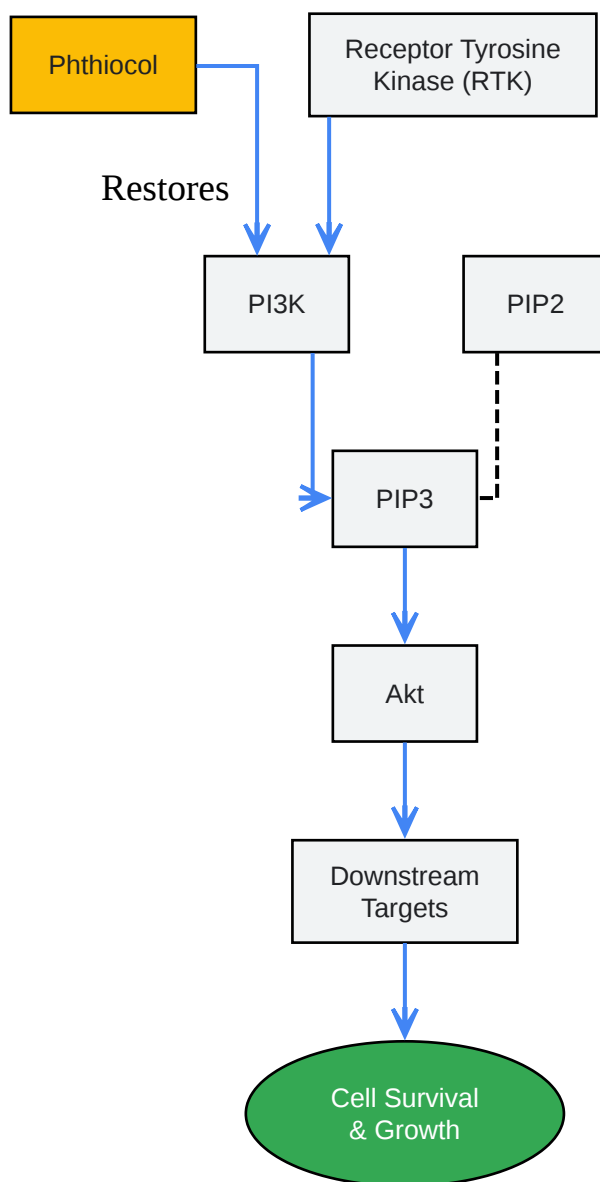 Phthiocol
Receptor Tyrosine
Kinase (RTK)
Restores
PI3K
PIP2
PIP3
Akt
Downstream
Targets
Cell Survival
& Growth